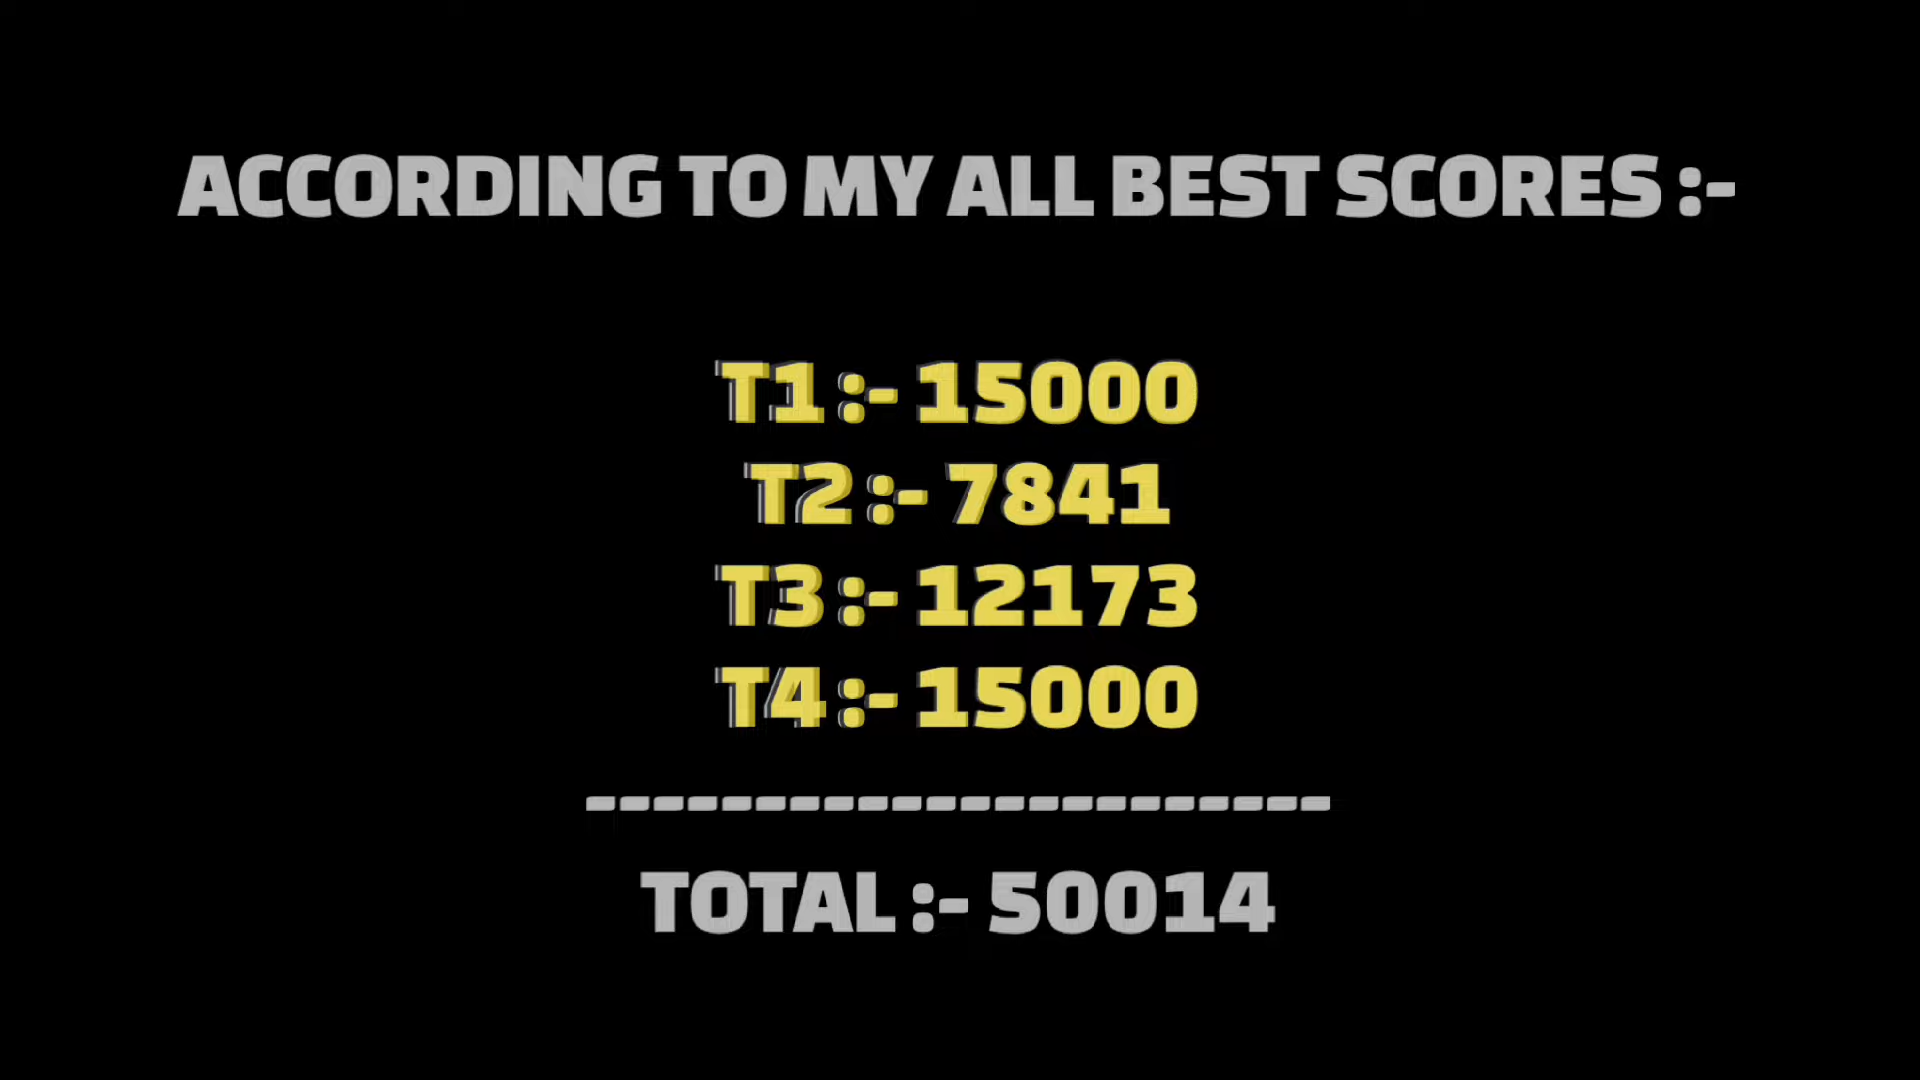 ACCORDING TO MY ALL BEST SCORES :-
T1 :- 15000
T2 :- 7841
T3 :- 12173
T4 :- 15000
----------------------
TOTAL :- 50014